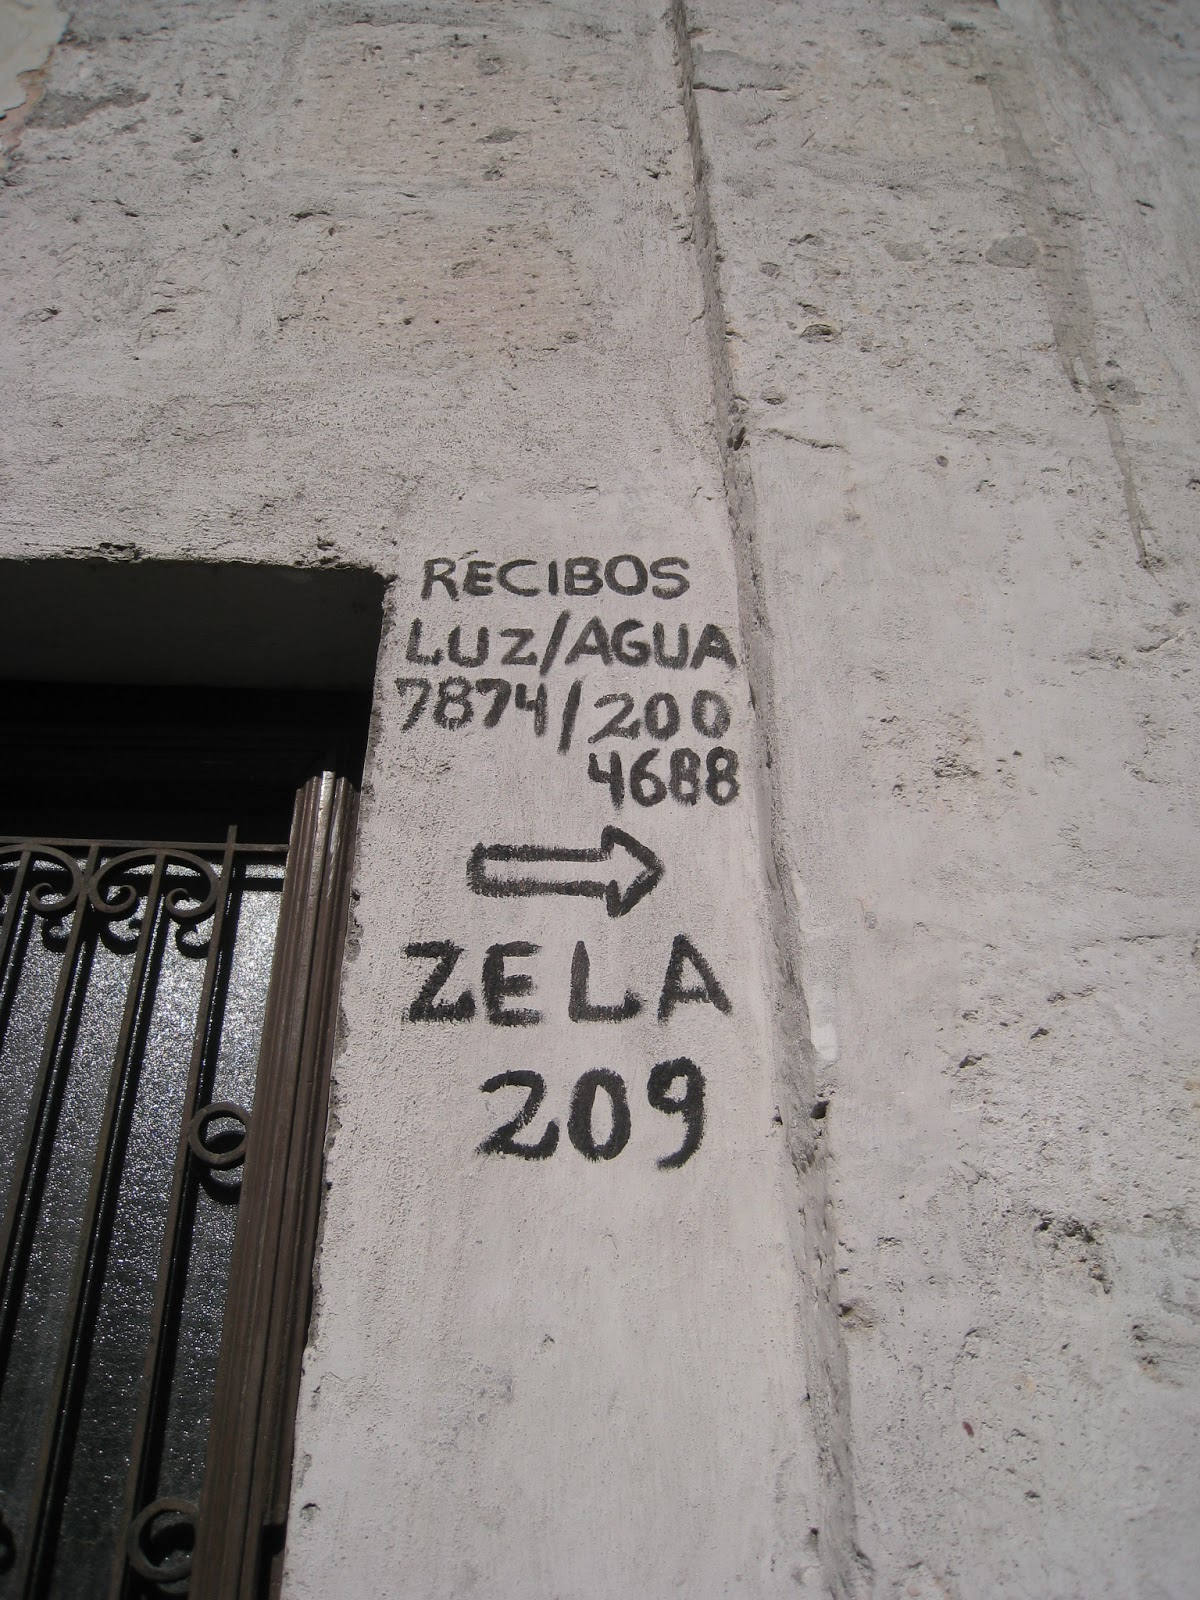 RECIBOS
LUZ/AGUA
7874/200
4688
ZELA
209